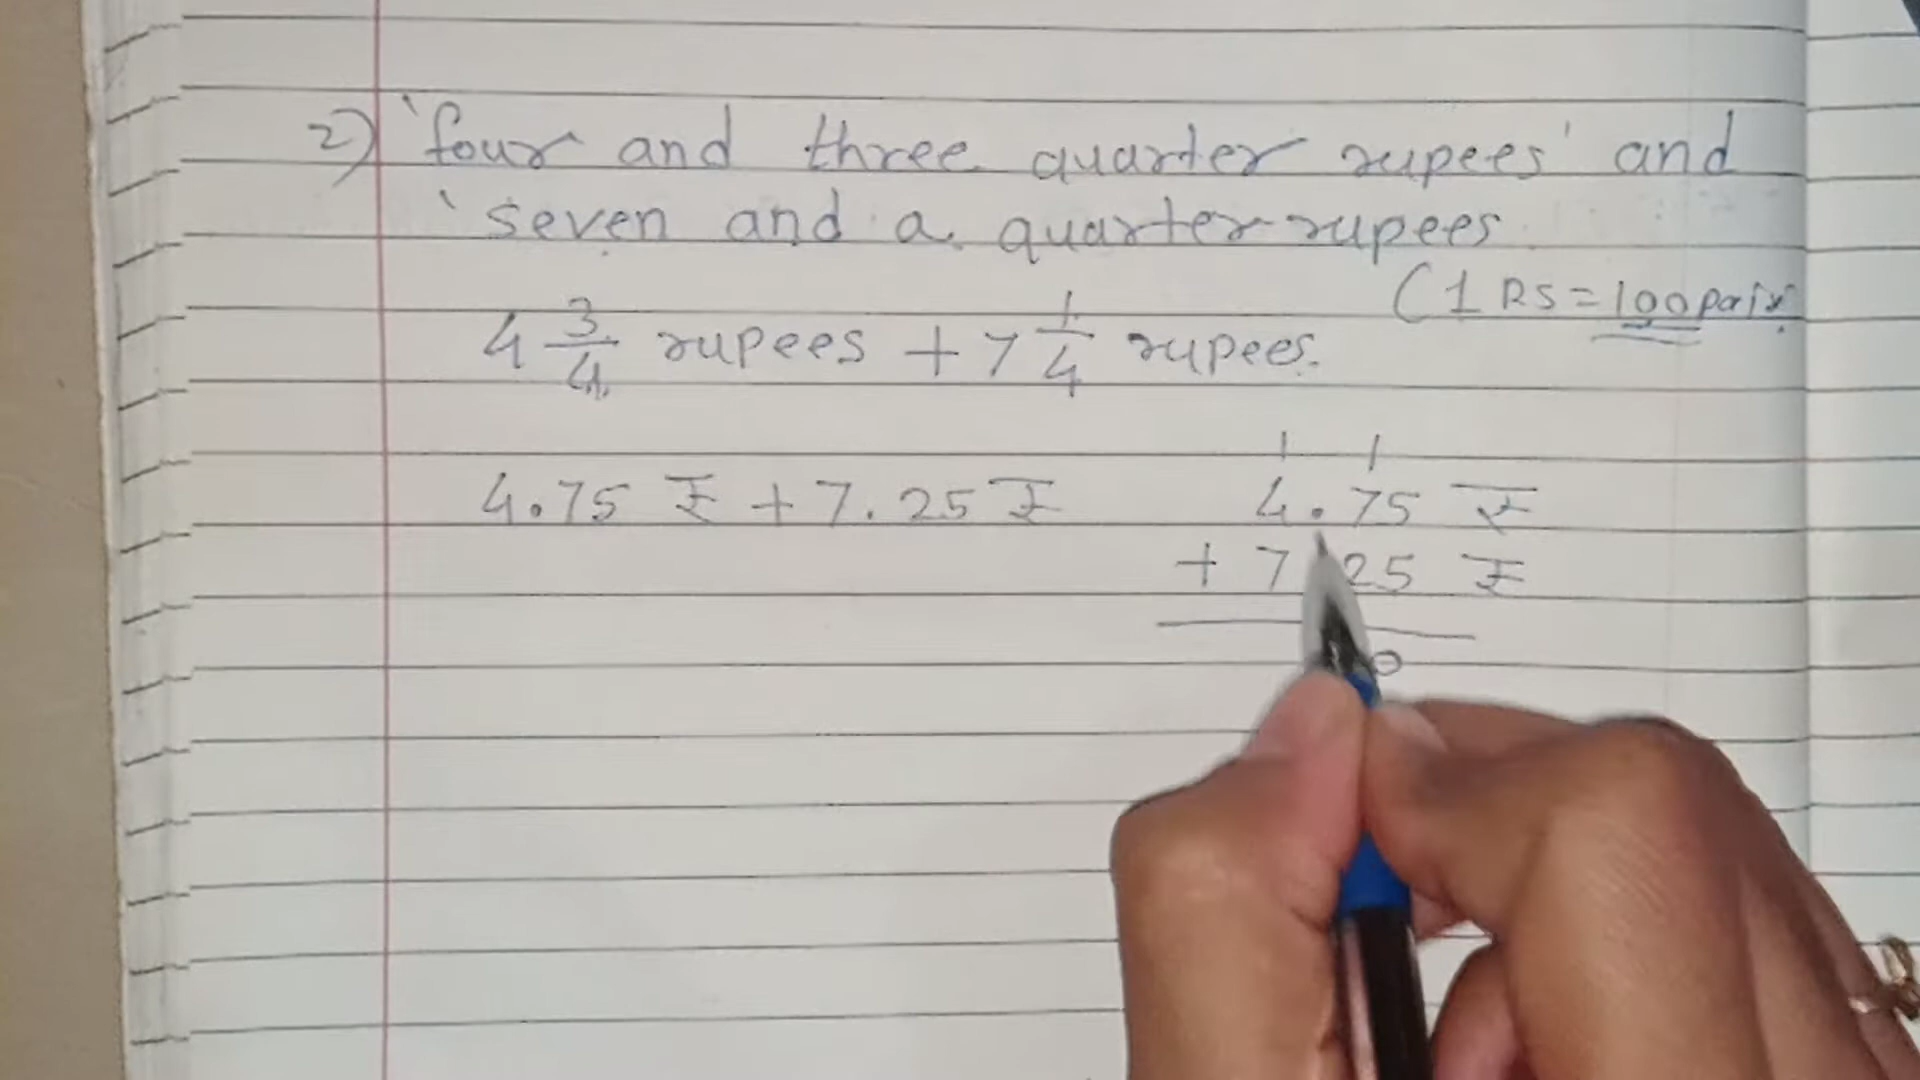 2) 'four and three quarter rupees' and
'seven and a quarter rupees
(1 RS = 100
4 3/4 rupees + 7 1/4 rupees.
4.75 ₹ + 7.25 ₹
1 1
4.75 ₹
+ 7 25 ₹
0